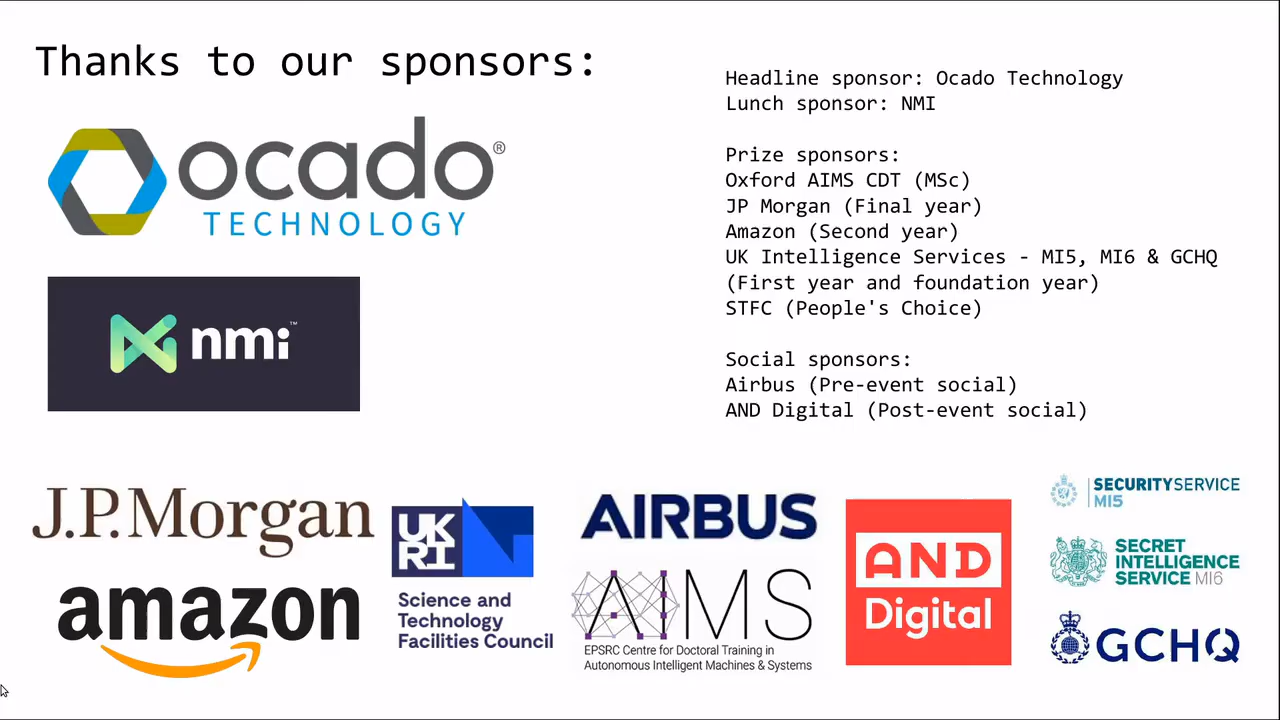 Thanks to our sponsors:
ocado®
TECHNOLOGY
nmi™
Headline sponsor: Ocado Technology
Lunch sponsor: NMI
Prize sponsors:
Oxford AIMS CDT (MSc)
JP Morgan (Final year)
Amazon (Second year)
UK Intelligence Services - MI5, MI6 & GCHQ
(First year and foundation year)
STFC (People's Choice)
Social sponsors:
Airbus (Pre-event social)
AND Digital (Post-event social)
J.P.Morgan
amazon
UK
RI
Science and
Technology
Facilities Council
AIRBUS
AIMS
EPSRC Centre for Doctoral Training in
Autonomous Intelligent Machines & Systems
AND
Digital
SECURITYSERVICE
MI5
SECRET
INTELLIGENCE
SERVICE MI6
GCHQ